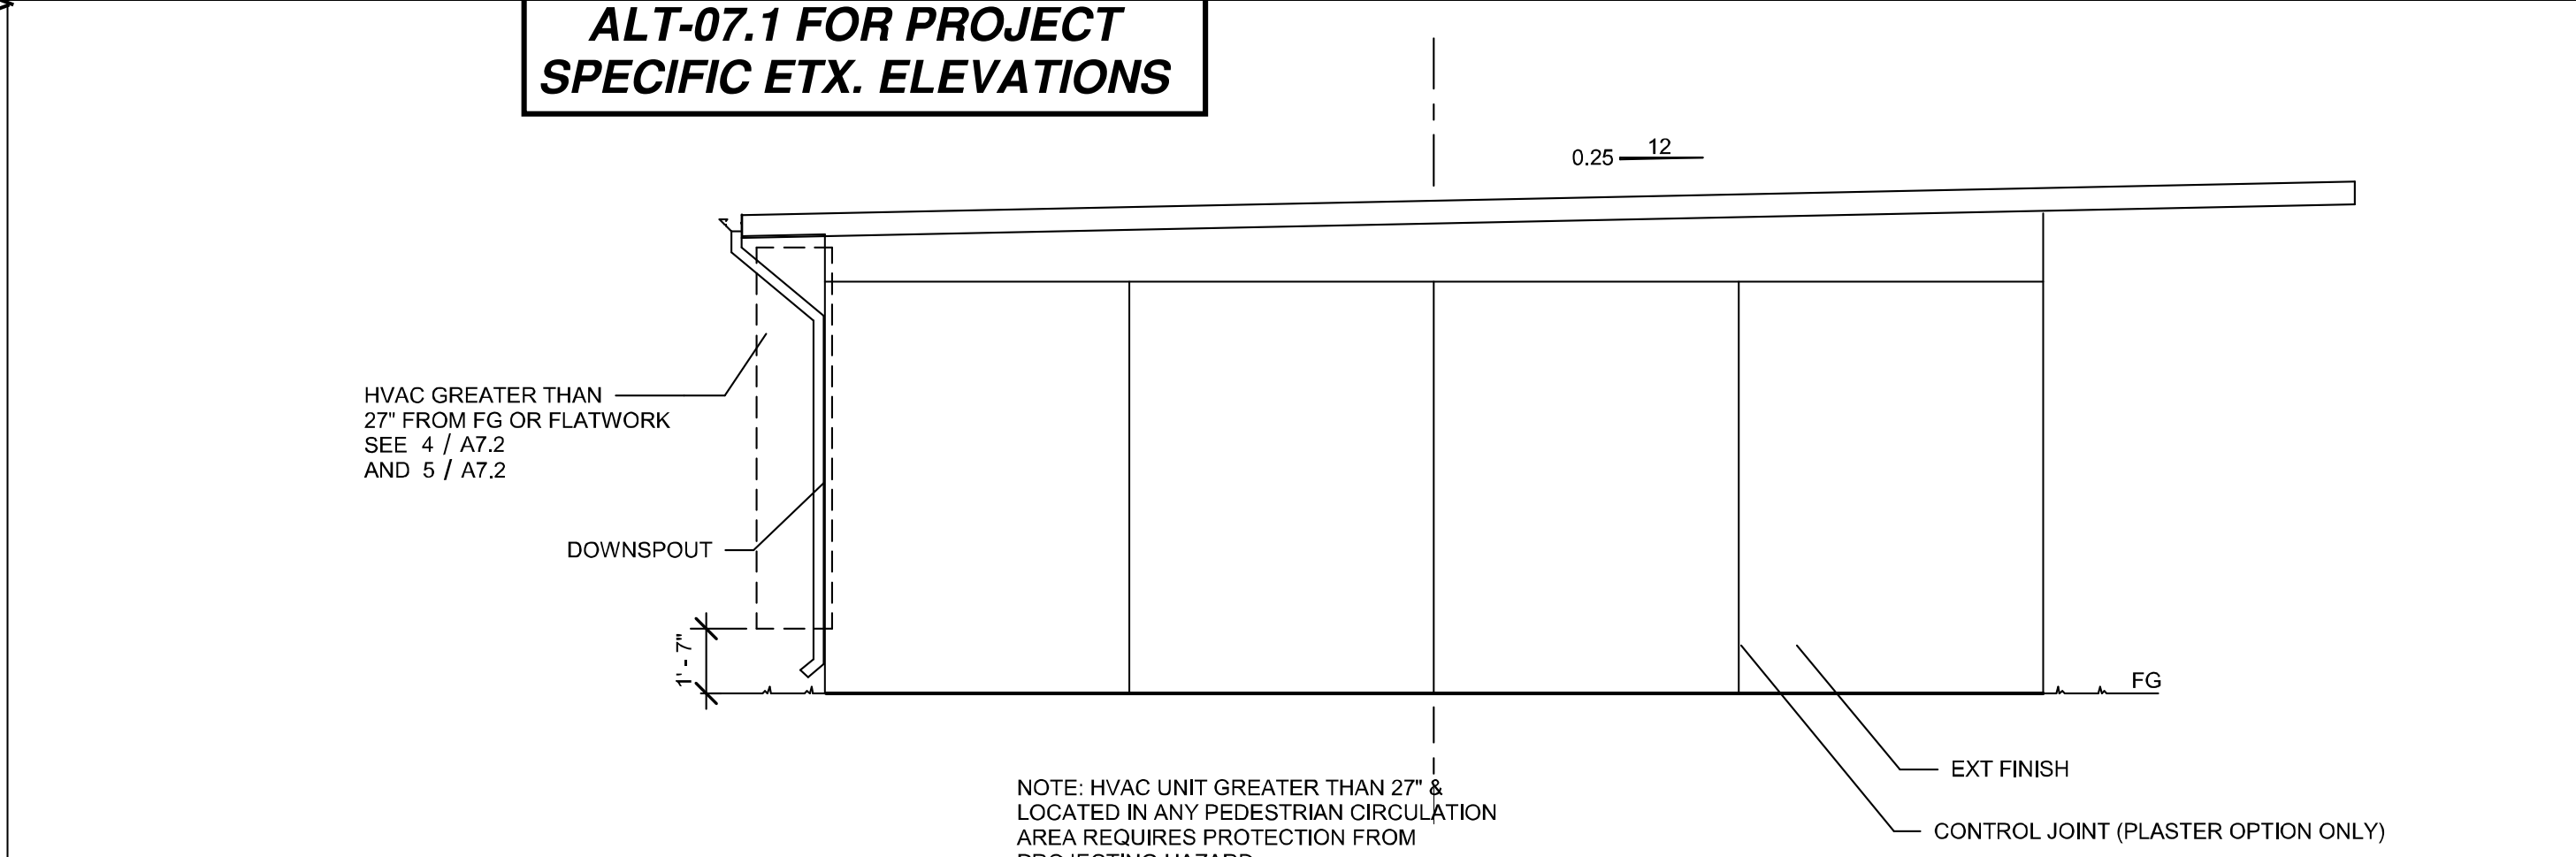 ALT-07.1 FOR PROJECT
SPECIFIC ETX. ELEVATIONS
0.25
12
HVAC GREATER THAN
27" FROM FG OR FLATWORK
SEE 4 / A7.2
AND 5 / A7.2
DOWNSPOUT
1' - 7"
FG
EXT FINISH
CONTROL JOINT (PLASTER OPTION ONLY)
NOTE: HVAC UNIT GREATER THAN 27" &
LOCATED IN ANY PEDESTRIAN CIRCULATION
AREA REQUIRES PROTECTION FROM
PROJECTING HAZARD